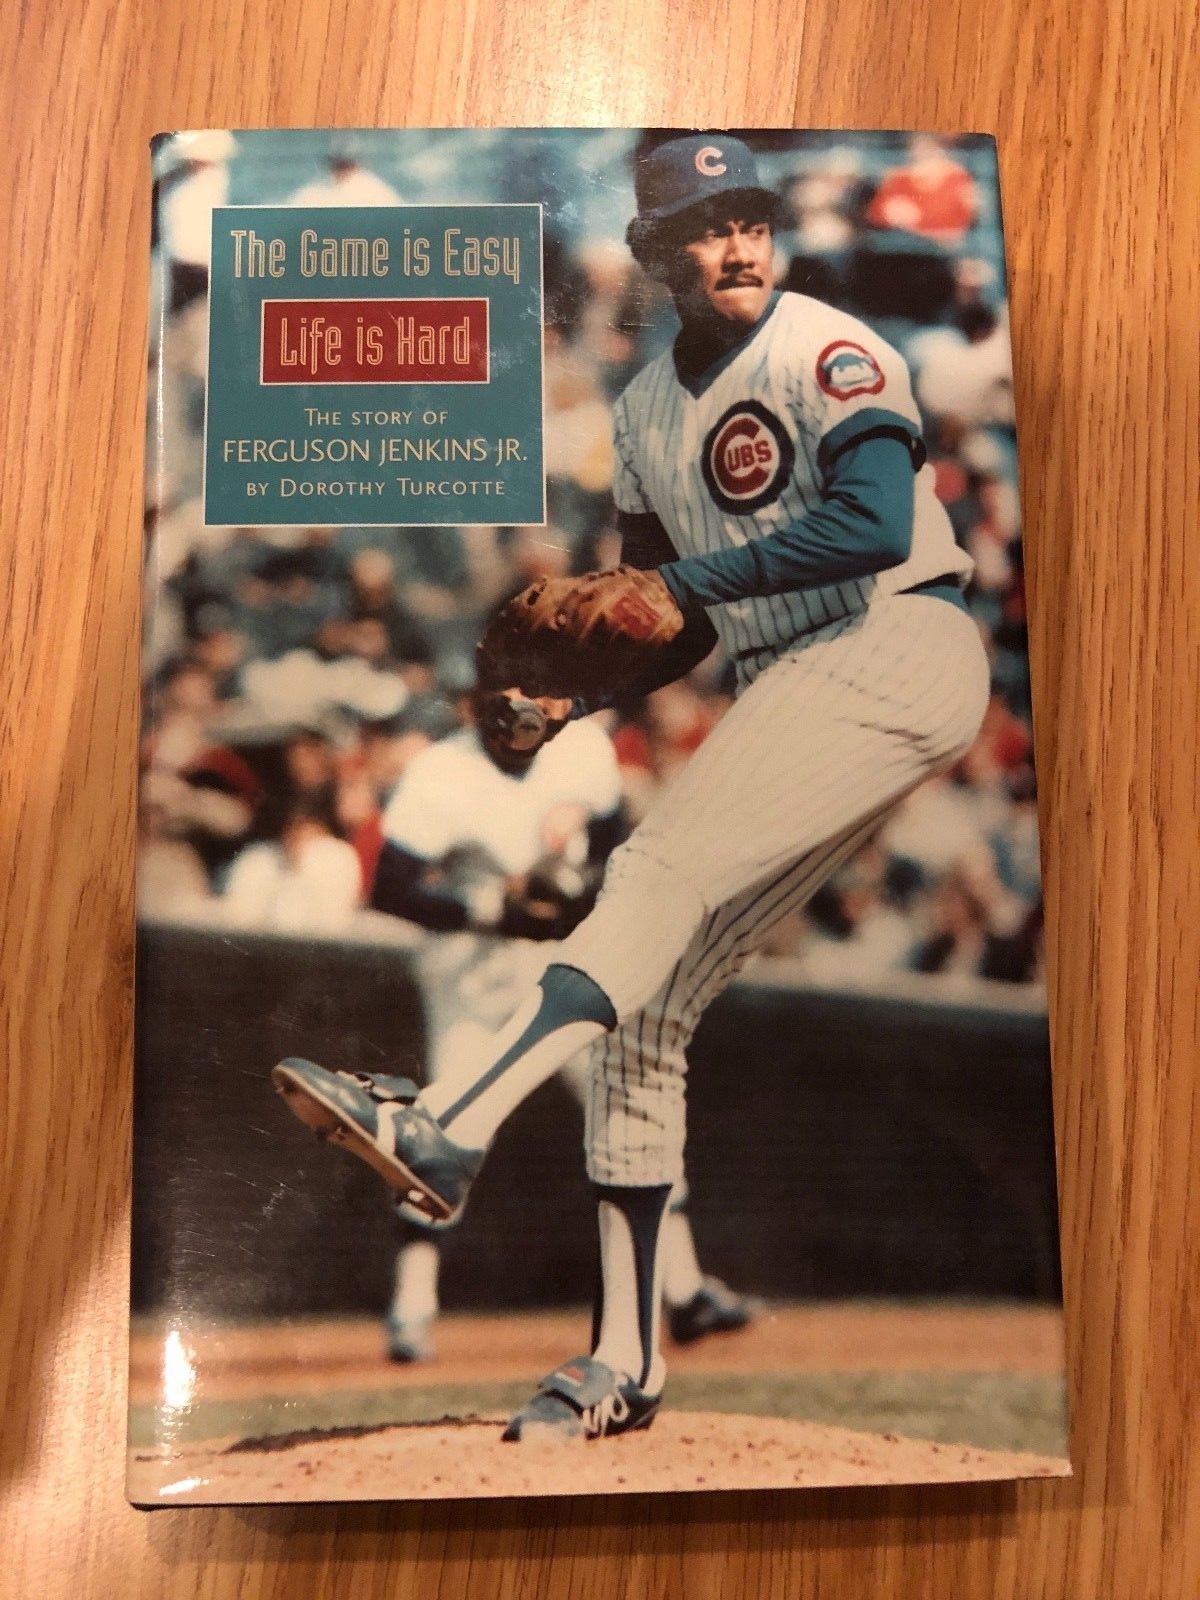 The Game is Easy
Life is Hard
THE STORY OF
FERGUSON JENKINS JR.
BY DOROTHY TURCOTTE
C
CUBS